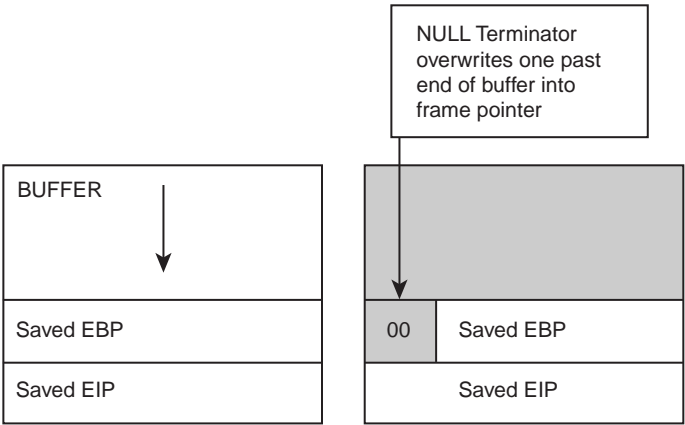 NULL Terminator
overwrites one past
end of buffer into
frame pointer
BUFFER
Saved EBP
00
Saved EBP
Saved EIP
Saved EIP